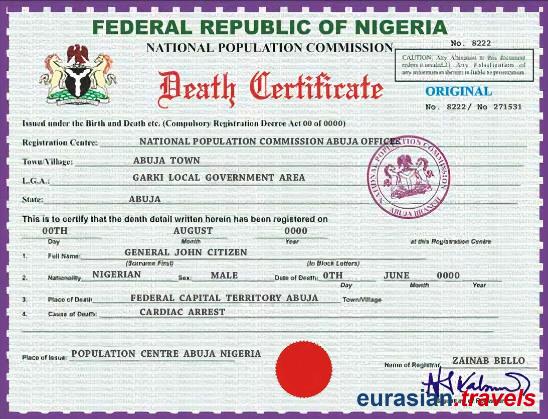 FEDERAL REPUBLIC OF NIGERIA
NATIONAL POPULATION COMMISSION
No. 8222
CAUTION: Any Alteration to this document
renders it invalid. Any Falsification of
any information therein is liable to prosecution.
Death Certificate
ORIGINAL
No. 8222/ No 271531
Issued under the Birth and Death etc. (Compulsory Registration Decree Act 00 of 0000)
Registration Centre: NATIONAL POPULATION COMMISSION ABUJA OFFICES
Town/Village: ABUJA TOWN
L.G.A.: GARKI LOCAL GOVERNMENT AREA
State: ABUJA
NATIONAL POPULATION COMMISSION
ABUJA BRANCH
This is to certify that the death detail written herein has been registered on
00TH AUGUST 0000
Day Month Year at this Registration Centre
1. Full Name: GENERAL JOHN CITIZEN
(Surname First) (In Block Letters)
2. Nationality NIGERIAN Sex: MALE Date of Death: 0TH JUNE 0000
Day Month Year
3. Place of Death FEDERAL CAPITAL TERRITORY ABUJA Town/Village
4. Cause of Death: CARDIAC ARREST
Place of Issue: POPULATION CENTRE ABUJA NIGERIA
Name of Registrar ZAINAB BELLO
eurasian.travels